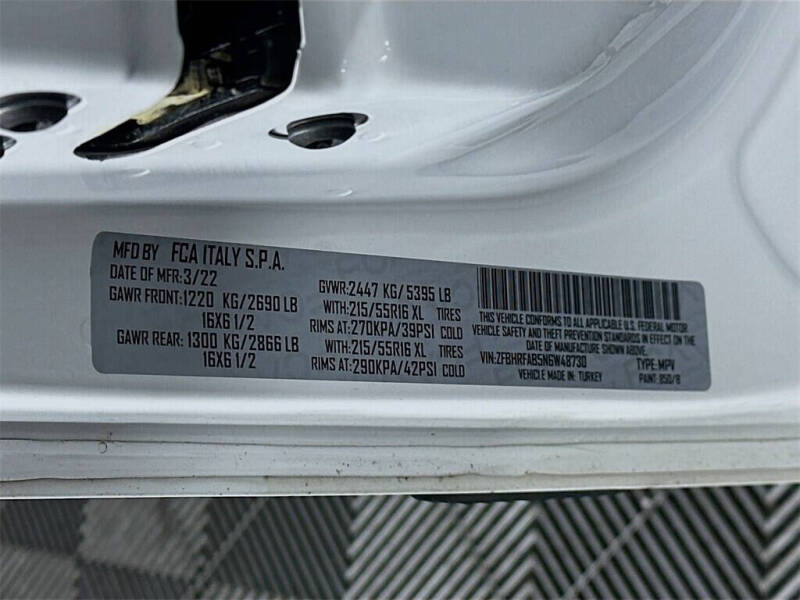 MFD BY FCA ITALY S.P.A.
DATE OF MFR:3/22
GAWR FRONT:1220 KG/2690 LB
16X6 1/2
GAWR REAR: 1300 KG/2866 LB
16X6 1/2
GVWR:2447 KG/ 5395 LB
WITH:215/55R16 XL TIRES
RIMS AT:270KPA/39PSI COLD
WITH:215/55R16 XL TIRES
RIMS AT:290KPA/42PSI COLD
THIS VEHICLE CONFORMS TO ALL APPLICABLE U.S. FEDERAL MOTOR
VEHICLE SAFETY, AND THEFT PREVENTION STANDARDS IN EFFECT ON THE
DATE OF MANUFACTURE SHOWN ABOVE.
VIN:ZFBHRFAB5N6W48730 TYPE:MPV
VEHICLE MADE IN: TURKEY PAINT: 850/B